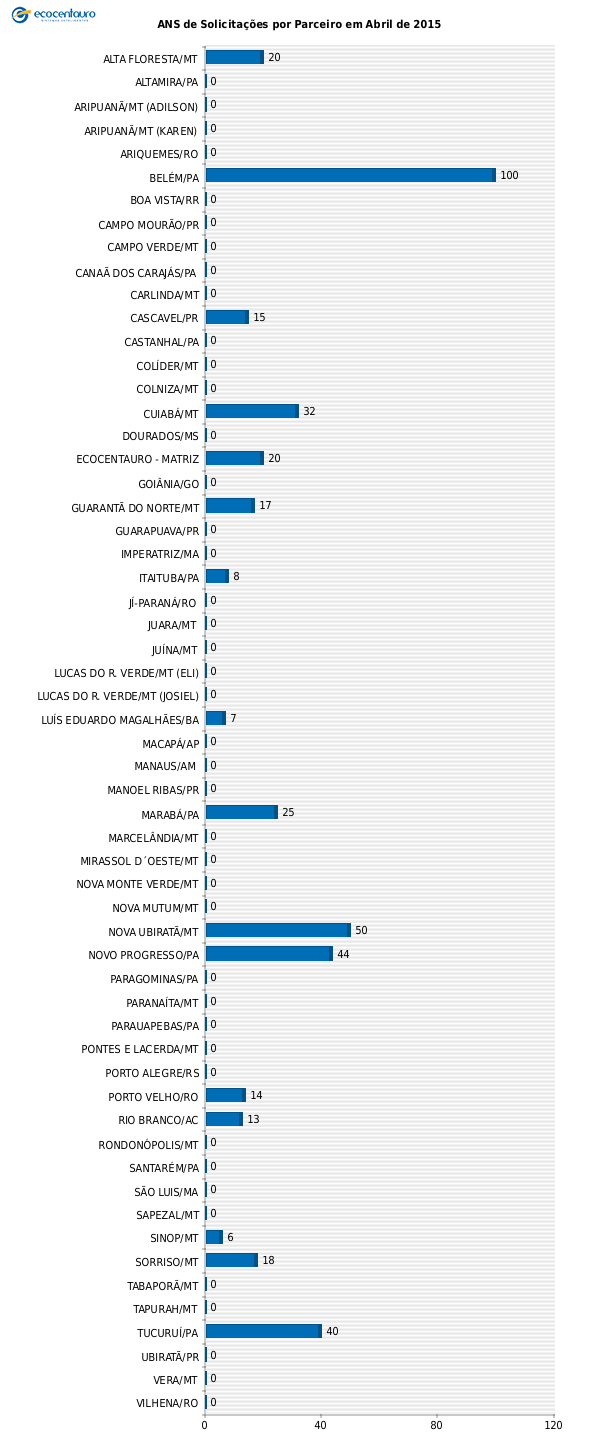 ecocentauro
ANS de Solicitações por Parceiro em Abril de 2015
ALTA FLORESTA/MT 20
ALTAMIRA/PA 0
ARIPUANÃ/MT (ADILSON) 0
ARIPUANÃ/MT (KAREN) 0
ARIQUEMES/RO 0
BELÉM/PA 100
BOA VISTA/RR 0
CAMPO MOURÃO/PR 0
CAMPO VERDE/MT 0
CANAÃ DOS CARAJÁS/PA 0
CARLINDA/MT 0
CASCAVEL/PR 15
CASTANHAL/PA 0
COLÍDER/MT 0
COLNIZA/MT 0
CUIABÁ/MT 32
DOURADOS/MS 0
ECOCENTAURO - MATRIZ 20
GOIÂNIA/GO 0
GUARANTÃ DO NORTE/MT 17
GUARAPUAVA/PR 0
IMPERATRIZ/MA 0
ITAITUBA/PA 8
JÍ-PARANÁ/RO 0
JUARA/MT 0
JUÍNA/MT 0
LUCAS DO R. VERDE/MT (ELI) 0
LUCAS DO R. VERDE/MT (JOSIEL) 0
LUÍS EDUARDO MAGALHÃES/BA 7
MACAPÁ/AP 0
MANAUS/AM 0
MANOEL RIBAS/PR 0
MARABÁ/PA 25
MARCELÂNDIA/MT 0
MIRASSOL D´OESTE/MT 0
NOVA MONTE VERDE/MT 0
NOVA MUTUM/MT 0
NOVA UBIRATÃ/MT 50
NOVO PROGRESSO/PA 44
PARAGOMINAS/PA 0
PARANAÍTA/MT 0
PARAUAPEBAS/PA 0
PONTES E LACERDA/MT 0
PORTO ALEGRE/RS 0
PORTO VELHO/RO 14
RIO BRANCO/AC 13
RONDONÓPOLIS/MT 0
SANTARÉM/PA 0
SÃO LUIS/MA 0
SAPEZAL/MT 0
SINOP/MT 6
SORRISO/MT 18
TABAPORÃ/MT 0
TAPURAH/MT 0
TUCURUÍ/PA 40
UBIRATÃ/PR 0
VERA/MT 0
VILHENA/RO 0
0 40 80 120